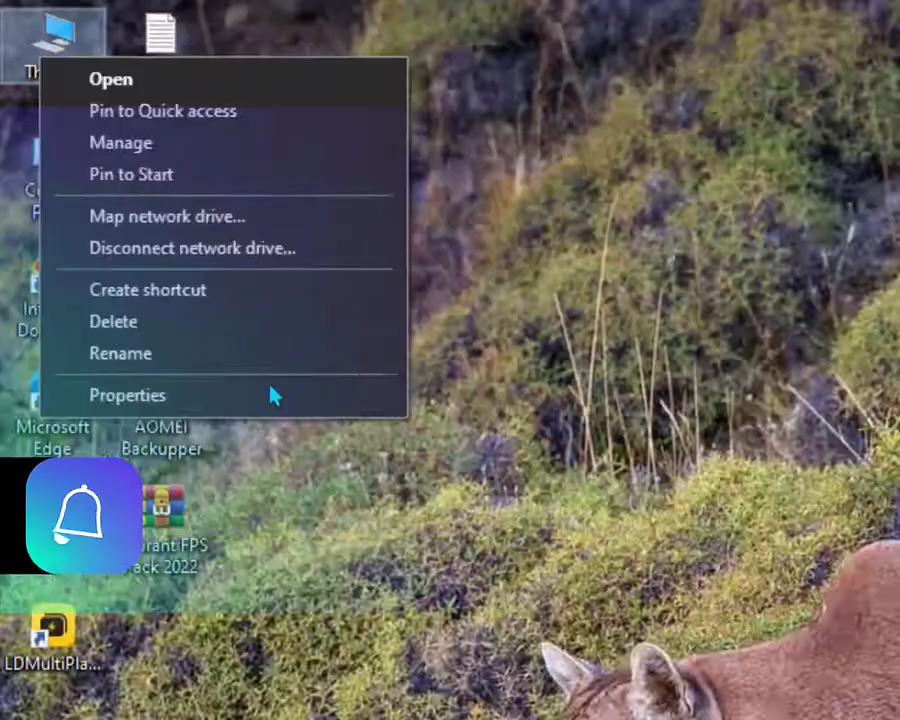 Open
Pin to Quick access
Manage
Pin to Start
Map network drive...
Disconnect network drive...
Create shortcut
Delete
Rename
Properties
Microsoft
Edge
AOMEI
Backupper
FPS
2022
LDMultiPla...